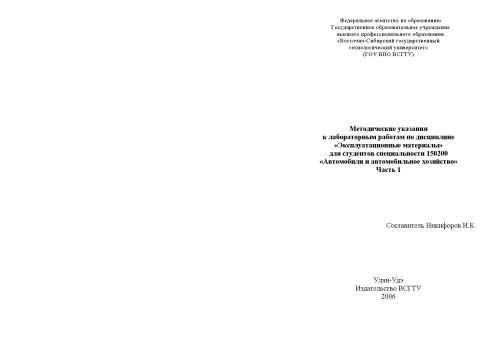 Федеральное агентство по образованию
Государственное образовательное учреждение
высшего профессионального образования
«Восточно-Сибирский государственный
технологический университет»
(ГОУ ВПО ВСГТУ)
Методические указания
к лабораторным работам по дисциплине
«Эксплуатационные материалы»
для студентов специальности 150200
«Автомобили и автомобильное хозяйство»
Часть 1
Составитель Никифоров И.К.
Улан-Удэ
Издательство ВСГТУ
2006